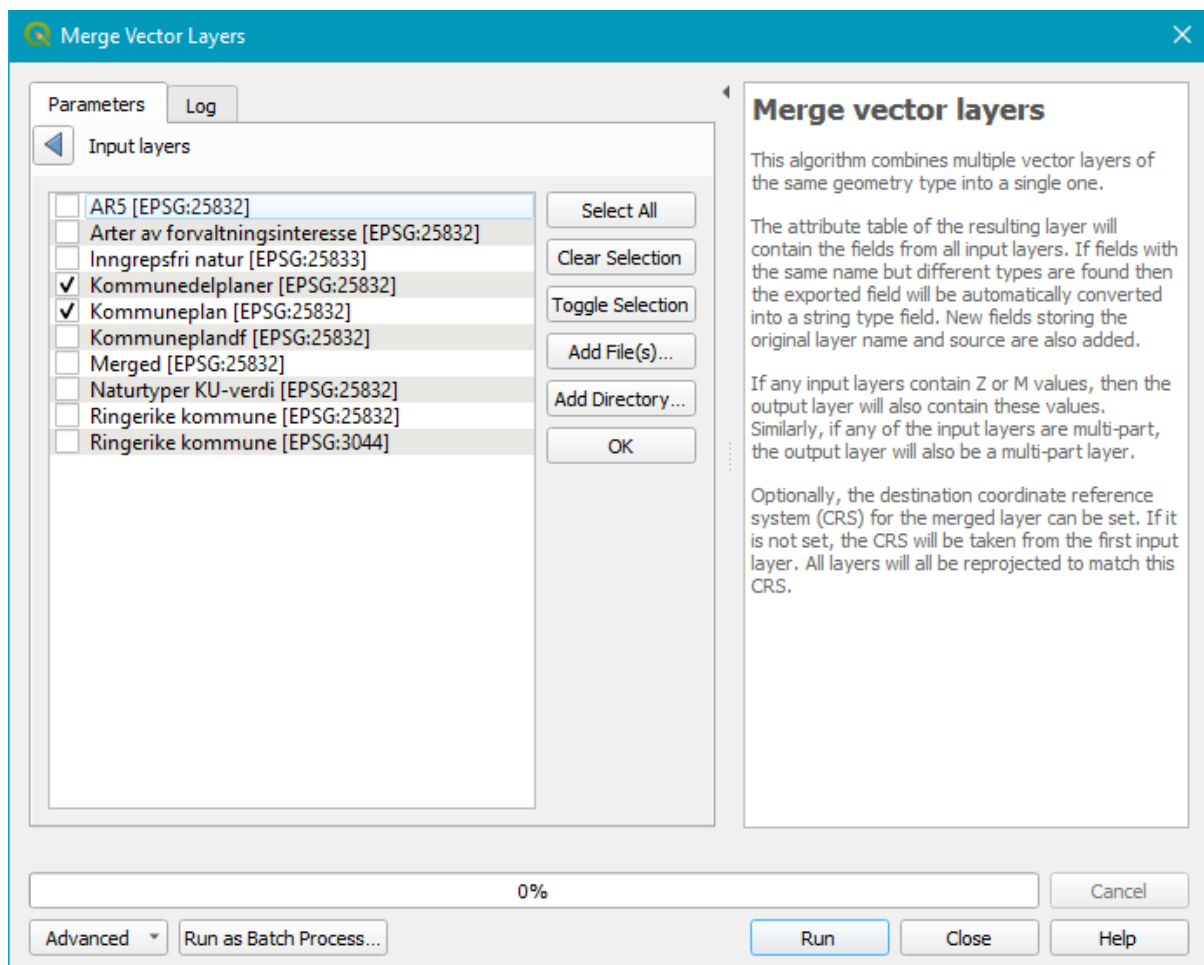 Merge Vector Layers
Parameters
Log
Input layers
AR5 [EPSG:25832]
Arter av forvaltningsinteresse [EPSG:25832]
Inngrepsfri natur [EPSG:25833]
Kommunedelplaner [EPSG:25832]
Kommuneplan [EPSG:25832]
Kommuneplandf [EPSG:25832]
Merged [EPSG:25832]
Naturtyper KU-verdi [EPSG:25832]
Ringerike kommune [EPSG:25832]
Ringerike kommune [EPSG:3044]
Select All
Clear Selection
Toggle Selection
Add File(s)...
Add Directory...
OK
Merge vector layers
This algorithm combines multiple vector layers of
the same geometry type into a single one.
The attribute table of the resulting layer will
contain the fields from all input layers. If fields with
the same name but different types are found then
the exported field will be automatically converted
into a string type field. New fields storing the
original layer name and source are also added.
If any input layers contain Z or M values, then the
output layer will also contain these values.
Similarly, if any of the input layers are multi-part,
the output layer will also be a multi-part layer.
Optionally, the destination coordinate reference
system (CRS) for the merged layer can be set. If it
is not set, the CRS will be taken from the first input
layer. All layers will all be reprojected to match this
CRS.
0%
Cancel
Advanced
Run as Batch Process...
Run
Close
Help